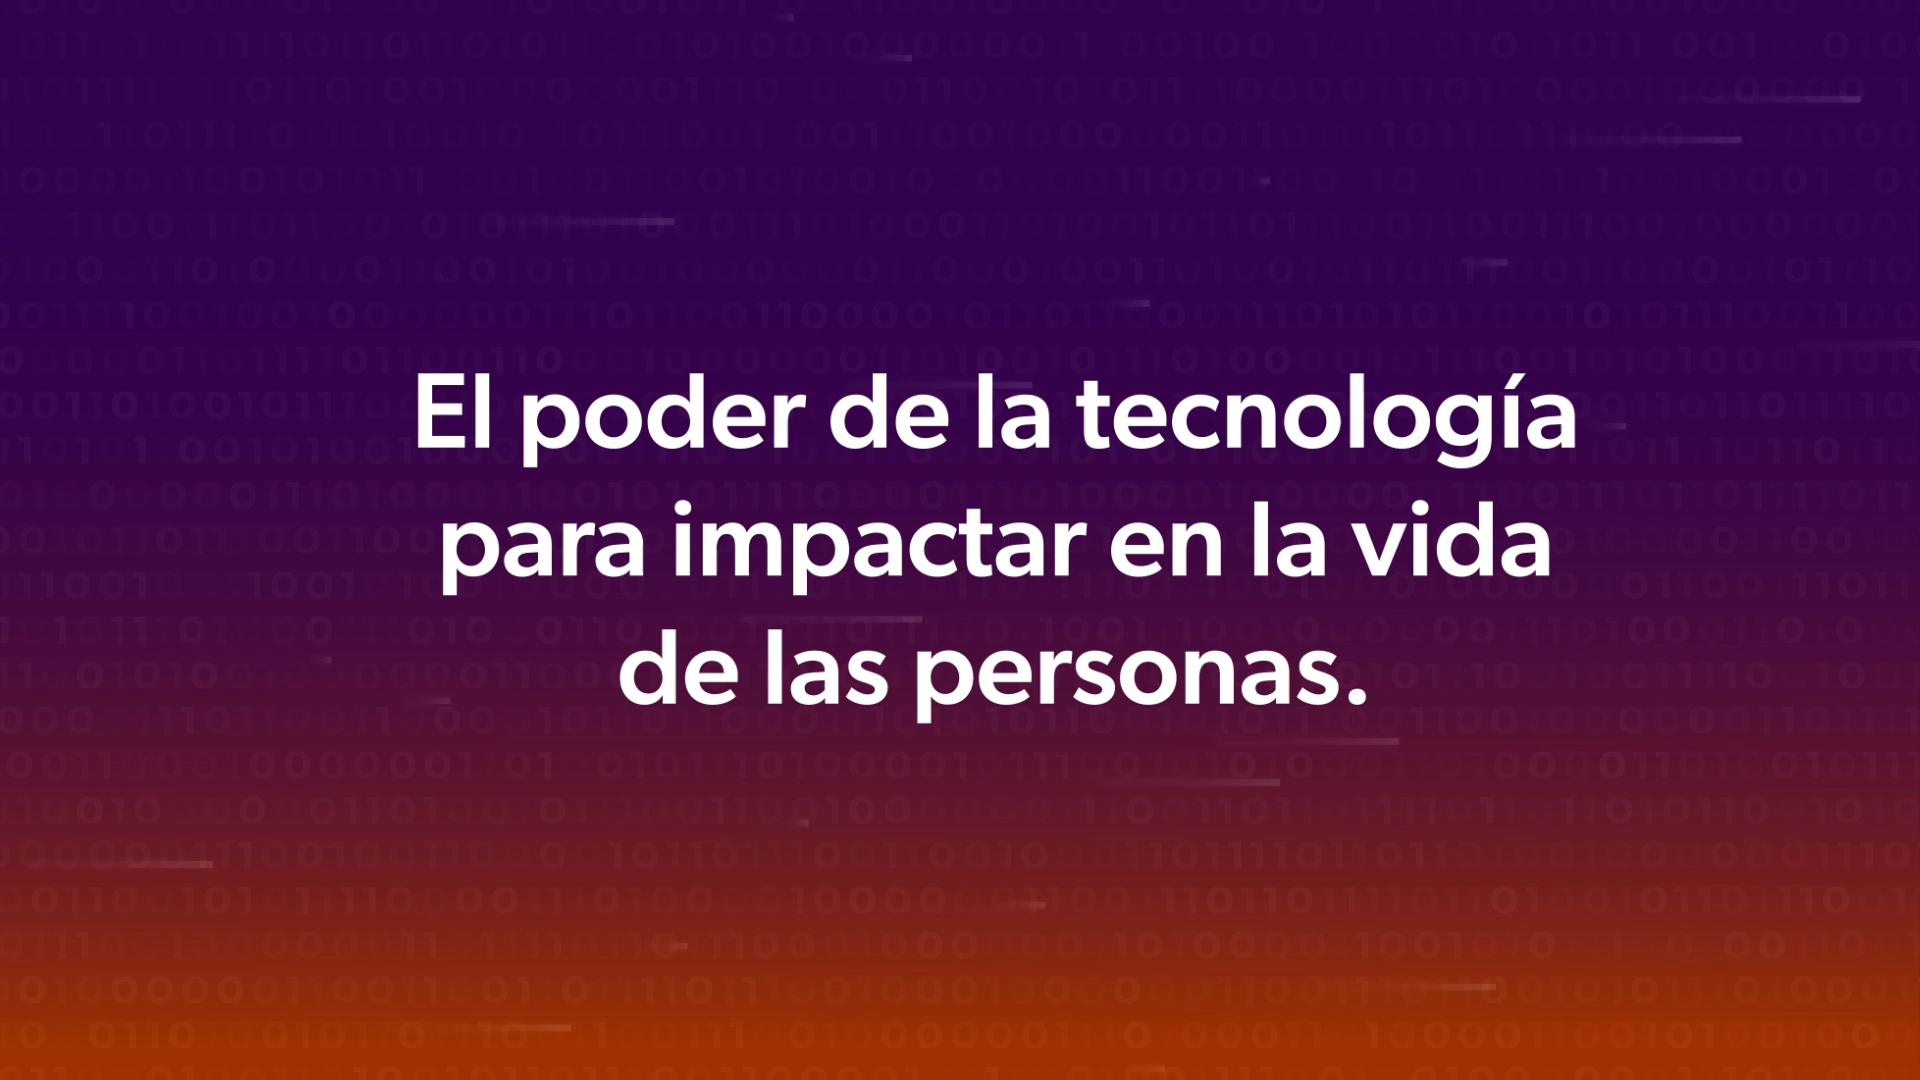 El poder de la tecnología
para impactar en la vida
de las personas.